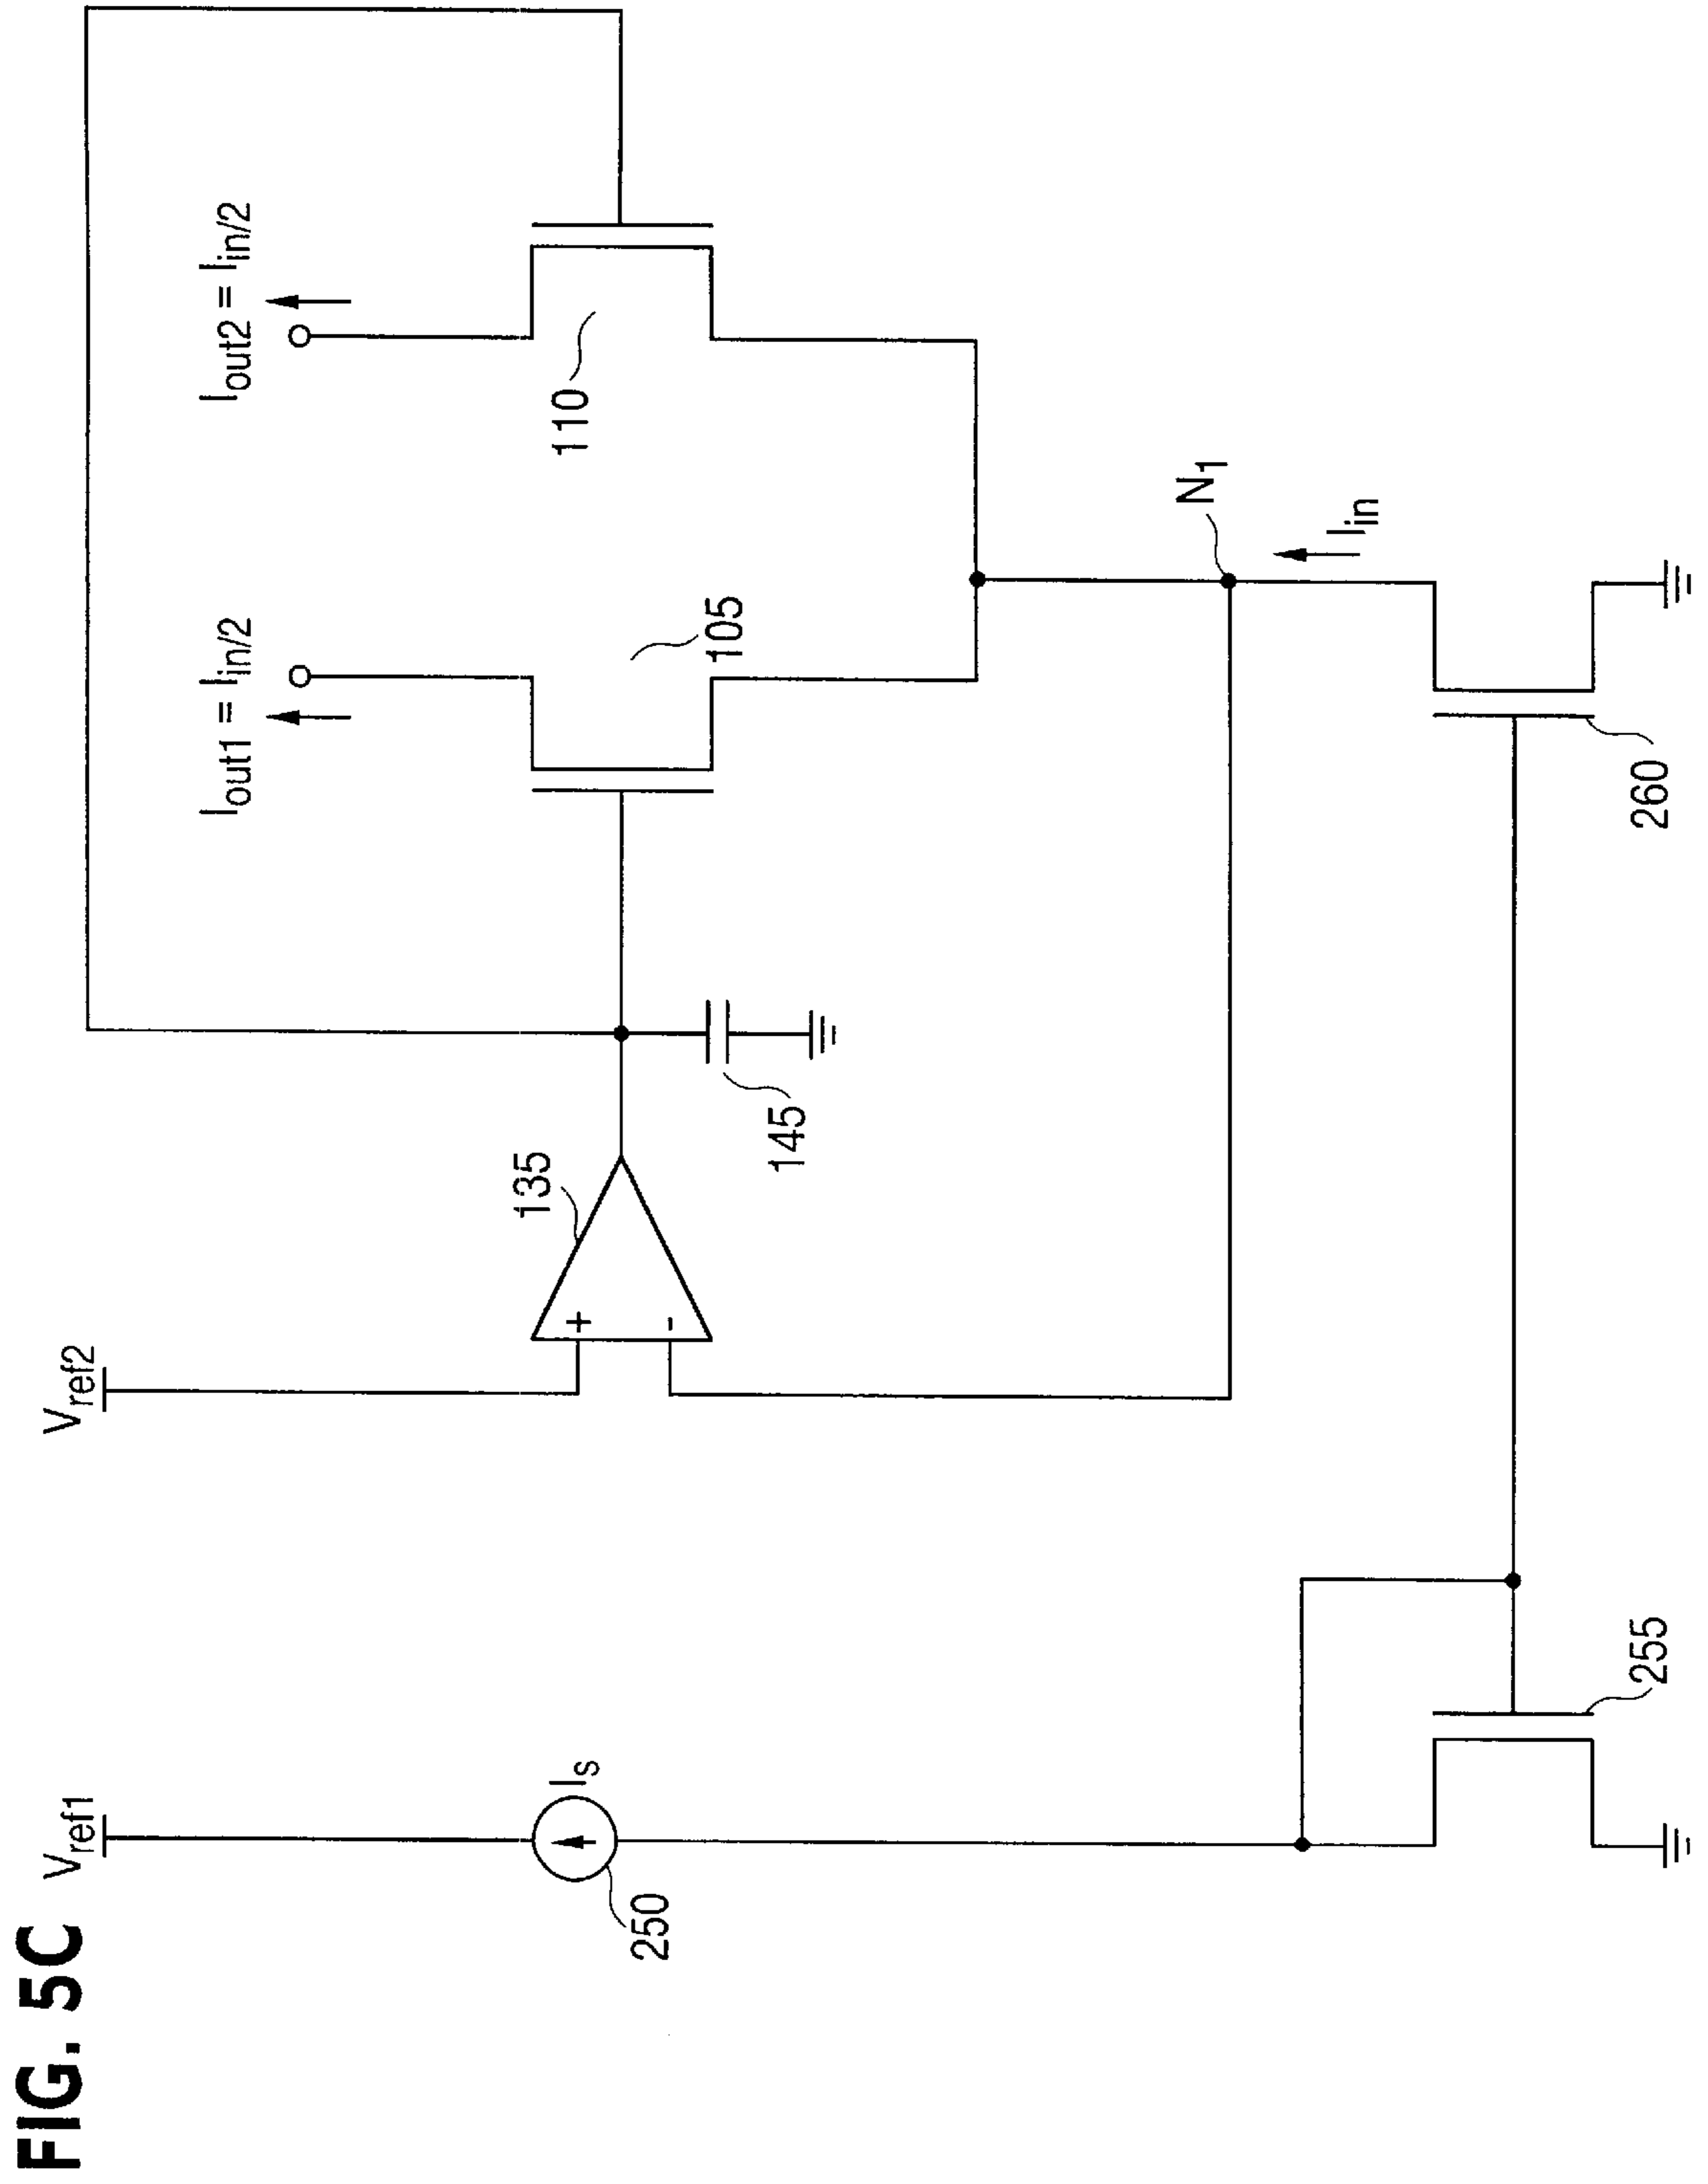 FIG. 5C
Vref1
Vref2
Iout1 = Iin/2
Iout2 = Iin/2
Is
250
135
+
-
145
105
110
N1
Iin
255
260